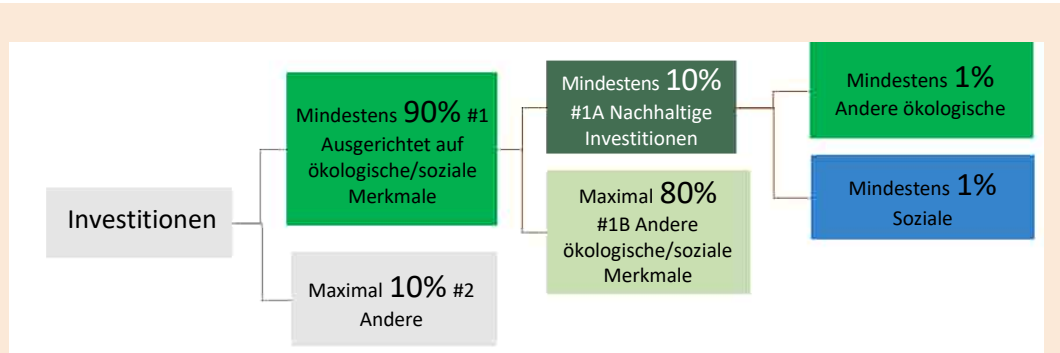 Investitionen
Mindestens 90% #1
Ausgerichtet auf
ökologische/soziale
Merkmale
Maximal 10% #2
Andere
Mindestens 10%
#1A Nachhaltige
Investitionen
Maximal 80%
#1B Andere
ökologische/soziale
Merkmale
Mindestens 1%
Andere ökologische
Mindestens 1%
Soziale